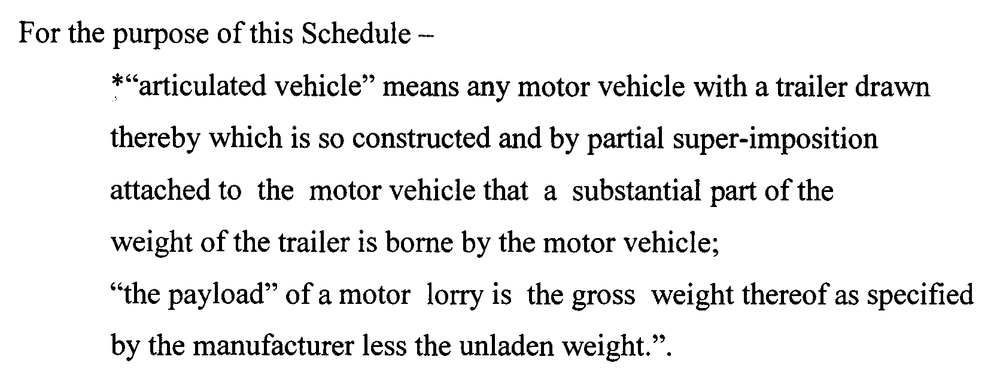 For the purpose of this Schedule –
*“articulated vehicle” means any motor vehicle with a trailer drawn
thereby which is so constructed and by partial super-imposition
attached to the motor vehicle that a substantial part of the
weight of the trailer is borne by the motor vehicle;
“the payload” of a motor lorry is the gross weight thereof as specified
by the manufacturer less the unladen weight.”.